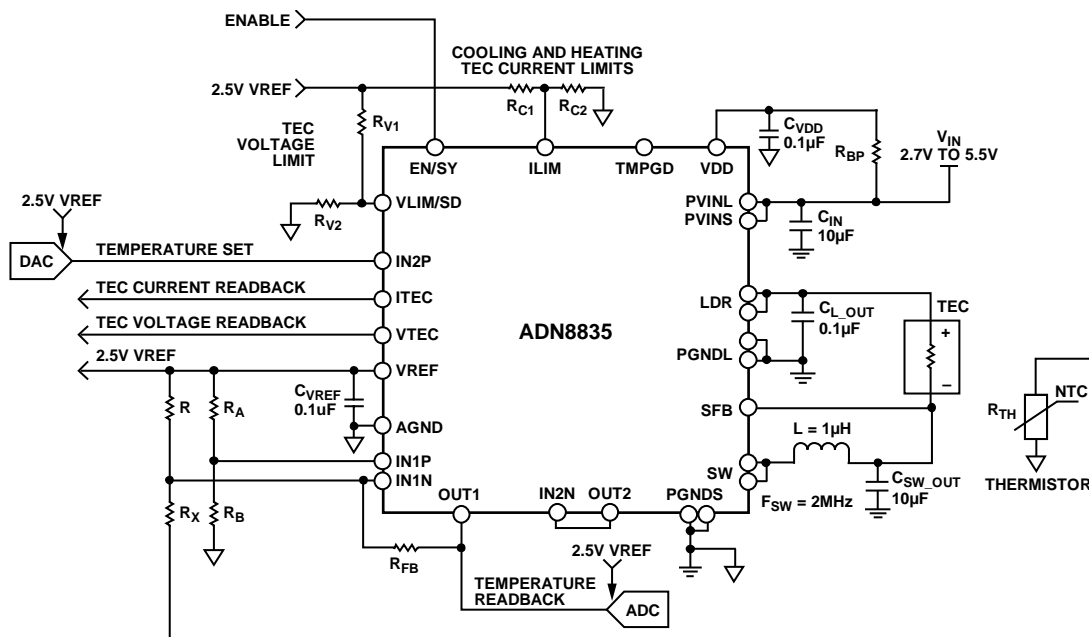 ENABLE
COOLING AND HEATING
TEC CURRENT LIMITS
2.5V VREF
RC1
RC2
RV1
TEC
VOLTAGE
LIMIT
CVDD
0.1µF
RBP
VIN
2.7V TO 5.5V
EN/SY
ILIM
TMPGD
VDD
2.5V VREF
RV2
VLIM/SD
PVINL
PVINS
CIN
10µF
DAC
TEMPERATURE SET
IN2P
TEC CURRENT READBACK
ITEC
LDR
CL_OUT
0.1µF
TEC
+
–
TEC VOLTAGE READBACK
VTEC
ADN8835
PGNDL
2.5V VREF
VREF
R
RA
CVREF
0.1uF
SFB
RTH
NTC
AGND
L = 1µH
IN1P
IN1N
SW
CSW_OUT
10µF
THERMISTOR
RX
RB
OUT1
IN2N
OUT2
PGNDS
FSW = 2MHz
RFB
2.5V VREF
TEMPERATURE
READBACK
ADC